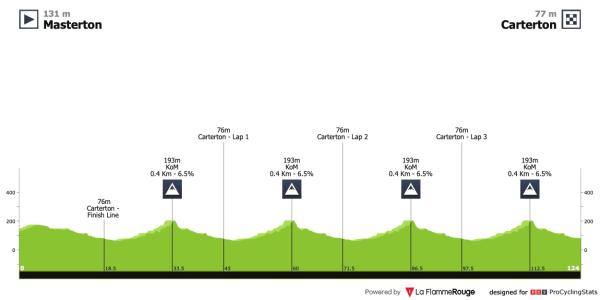 131 m
Masterton
77 m
Carterton
76m
Carterton - Lap 1
76m
Carterton - Lap 2
76m
Carterton - Lap 3
193m
KoM
0.4 Km - 6.5%
193m
KoM
0.4 Km - 6.5%
193m
KoM
0.4 Km - 6.5%
193m
KoM
0.4 Km - 6.5%
76m
Carterton -
Finish Line
400
400
200
200
0
0
0
18.5
33.5
45
60
71.5
86.5
97.5
112.5
124
Powered by La FlammeRouge designed for PCS ProCyclingStats